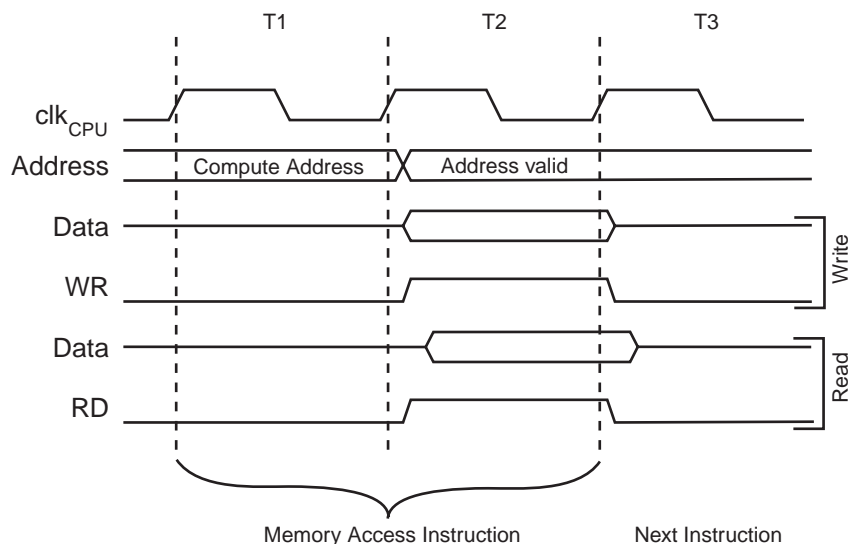 T1 T2 T3
clkCPU
Address Compute Address Address valid
Data
WR
Write
Data
RD
Read
Memory Access Instruction Next Instruction